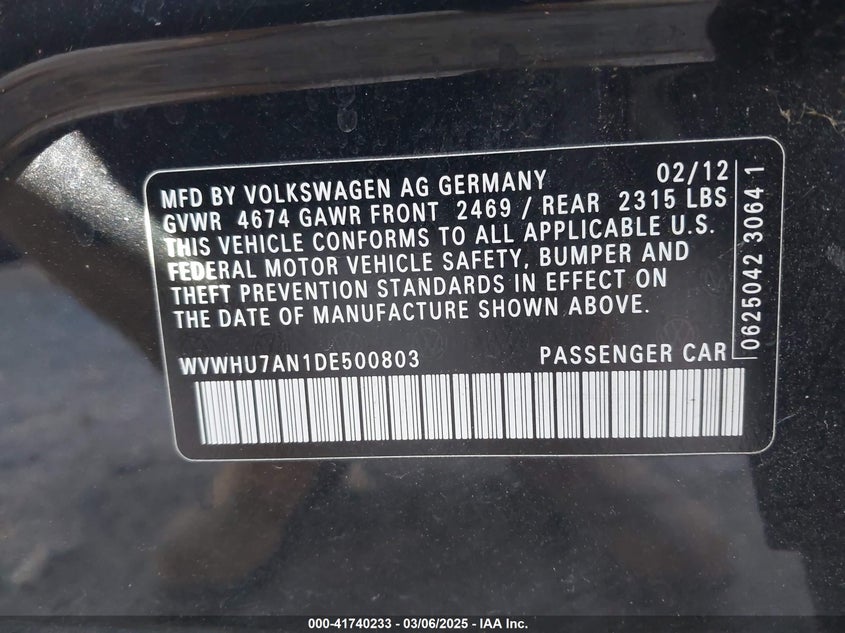 MFD BY VOLKSWAGEN AG GERMANY 02/12
GVWR 4674 GAWR FRONT 2469 / REAR 2315 LBS
THIS VEHICLE CONFORMS TO ALL APPLICABLE U.S.
FEDERAL MOTOR VEHICLE SAFETY, BUMPER AND
THEFT PREVENTION STANDARDS IN EFFECT ON
THE DATE OF MANUFACTURE SHOWN ABOVE.
WVWHU7AN1DE500803 PASSENGER CAR
0625042 3064 1
000-41740233 - 03/06/2025 - IAA Inc.